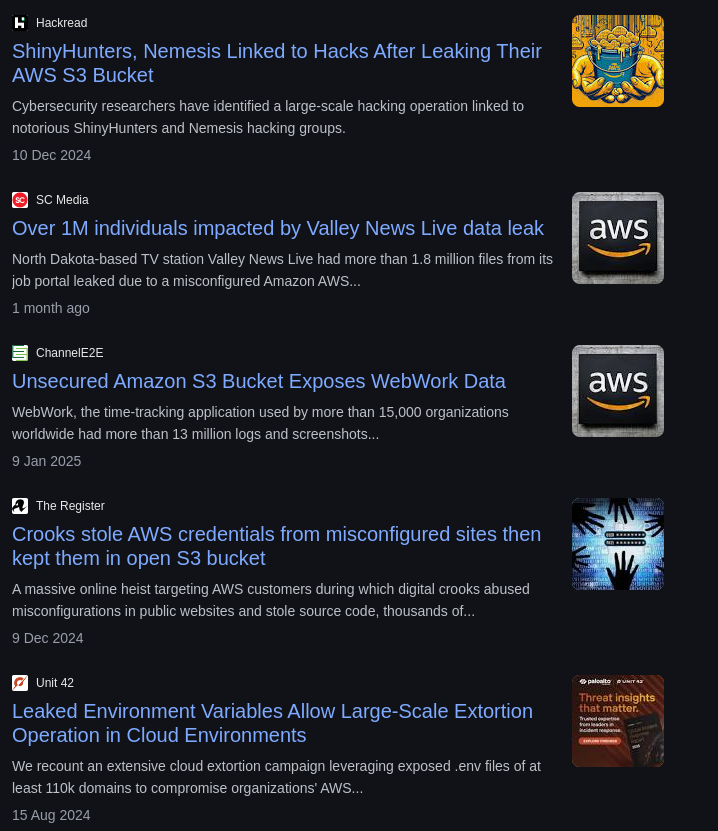 Hackread
ShinyHunters, Nemesis Linked to Hacks After Leaking Their
AWS S3 Bucket
Cybersecurity researchers have identified a large-scale hacking operation linked to
notorious ShinyHunters and Nemesis hacking groups.
10 Dec 2024
SC Media
Over 1M individuals impacted by Valley News Live data leak
North Dakota-based TV station Valley News Live had more than 1.8 million files from its
job portal leaked due to a misconfigured Amazon AWS...
1 month ago
aws
ChannelE2E
Unsecured Amazon S3 Bucket Exposes WebWork Data
WebWork, the time-tracking application used by more than 15,000 organizations
worldwide had more than 13 million logs and screenshots...
9 Jan 2025
aws
The Register
Crooks stole AWS credentials from misconfigured sites then
kept them in open S3 bucket
A massive online heist targeting AWS customers during which digital crooks abused
misconfigurations in public websites and stole source code, thousands of...
9 Dec 2024
Unit 42
Leaked Environment Variables Allow Large-Scale Extortion
Operation in Cloud Environments
We recount an extensive cloud extortion campaign leveraging exposed .env files of at
least 110k domains to compromise organizations' AWS...
15 Aug 2024
paloalto UNIT 42
Threat insights
that matter.
Trusted expertise
from leaders in
incident response.